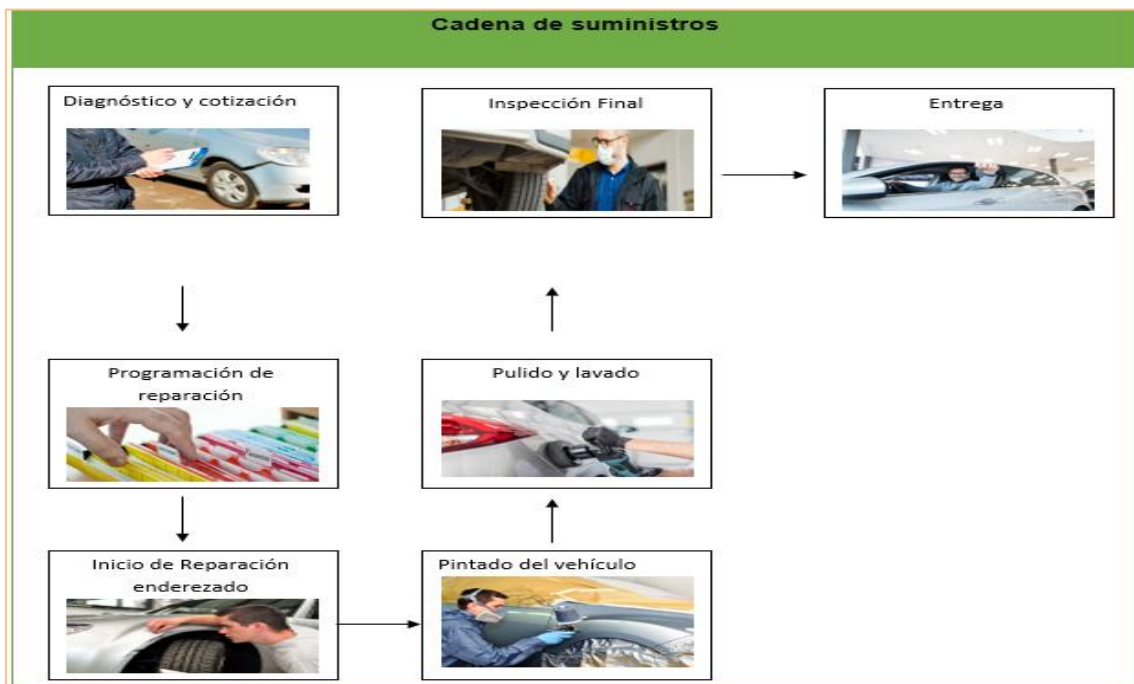 Cadena de suministros
Diagnóstico y cotización
Inspección Final
Entrega
Programación de
reparación
Pulido y lavado
Inicio de Reparación
enderezado
Pintado del vehículo